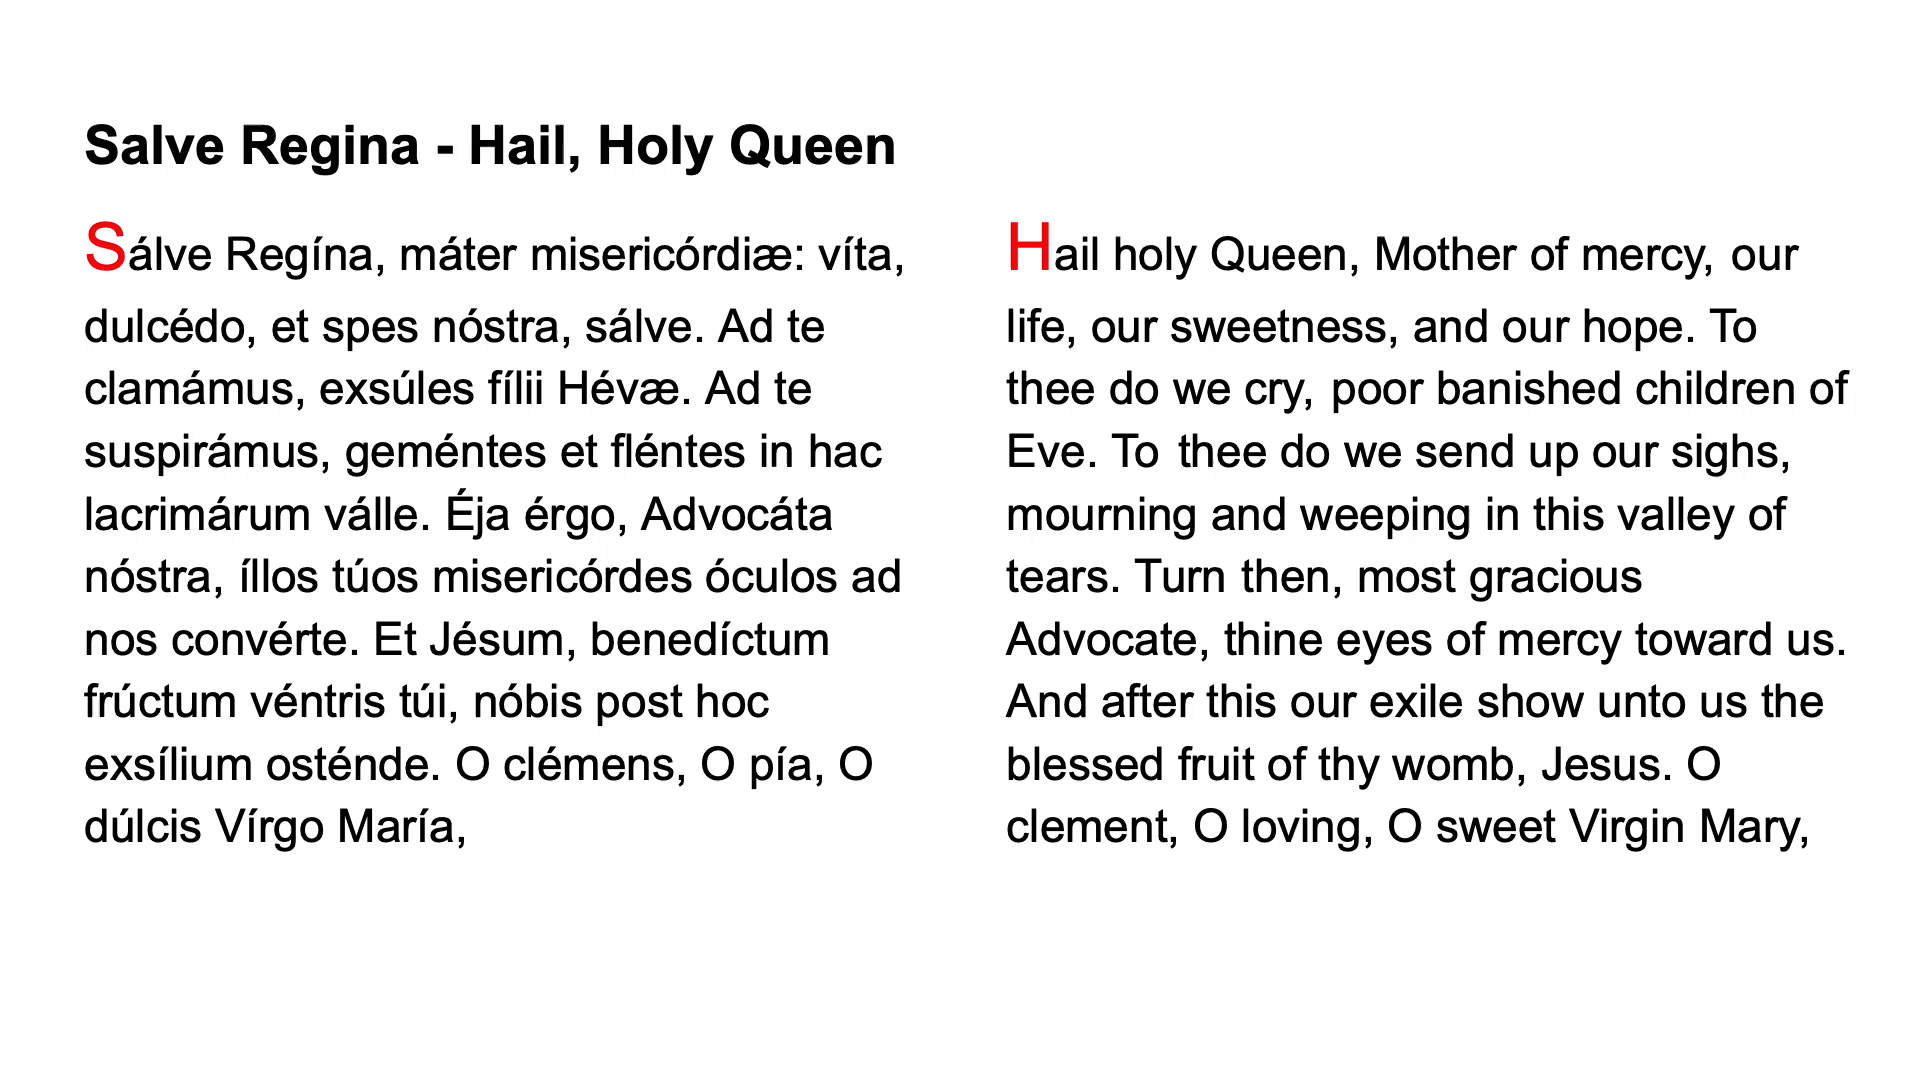 Salve Regina - Hail, Holy Queen
Sálve Regína, máter misericórdiæ: víta,
dulcédo, et spes nóstra, sálve. Ad te
clamámus, exsúles fílii Hévæ. Ad te
suspirámus, geméntes et fléntes in hac
lacrimárum válle. Éja érgo, Advocáta
nóstra, íllos túos misericórdes óculos ad
nos convérte. Et Jésum, benedíctum
frúctum véntris túi, nóbis post hoc
exsílium osténde. O clémens, O pía, O
dúlcis Vírgo María,
Hail holy Queen, Mother of mercy, our
life, our sweetness, and our hope. To
thee do we cry, poor banished children of
Eve. To thee do we send up our sighs,
mourning and weeping in this valley of
tears. Turn then, most gracious
Advocate, thine eyes of mercy toward us.
And after this our exile show unto us the
blessed fruit of thy womb, Jesus. O
clement, O loving, O sweet Virgin Mary,